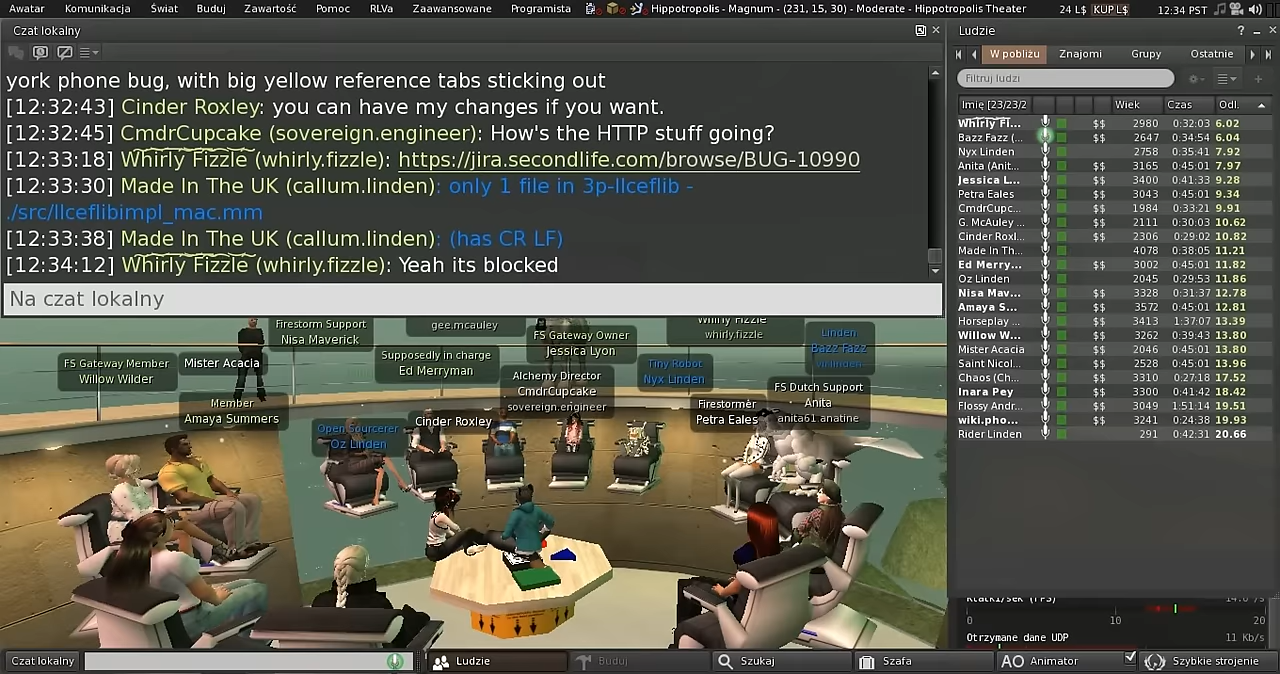 Awatar Komunikacja Świat Buduj Zawartość Pomoc RLVa Zaawansowane Programista Hippotropolis - Magnum - (231, 15, 30) - Moderate - Hippotropolis Theater 24 L$ KUP L$ 12:34 PST
Czat lokalny
york phone bug, with big yellow reference tabs sticking out
[12:32:43] Cinder Roxley: you can have my changes if you want.
[12:32:45] CmdrCupcake (sovereign.engineer): How's the HTTP stuff going?
[12:33:18] Whirly Fizzle (whirly.fizzle): https://jira.secondlife.com/browse/BUG-10990
[12:33:30] Made In The UK (callum.linden): only 1 file in 3p-llceflib -
./src/llceflibimpl_mac.mm
[12:33:38] Made In The UK (callum.linden): (has CR LF)
[12:34:12] Whirly Fizzle (whirly.fizzle): Yeah its blocked
Na czat lokalny
Ludzie
W pobliżu Znajomi Grupy Ostatnie
Filtruj ludzi
Imię [23/23/2 Wiek Czas Odl.
Whirly Fi... $$ 2980 0:32:03 6.02
Bazz Fazz (... $$ 2647 0:34:54 6.04
Nyx Linden 2758 0:35:41 7.92
Anita (Anit... $$ 3165 0:45:01 7.97
Jessica L... $$ 3400 0:41:33 9.28
Petra Eales $$ 3043 0:45:01 9.34
CmdrCupc... $$ 1984 0:33:21 9.91
G. McAuley ... $$ 2111 0:30:03 10.62
Cinder Roxl... $$ 2306 0:29:02 10.82
Made In Th... 4078 0:38:05 11.21
Ed Merry... $$ 3002 0:45:01 11.82
Oz Linden 2045 0:29:53 11.86
Nisa Mav... $$ 3328 0:31:37 12.78
Amaya S... $$ 3572 0:45:01 12.81
Horseplay ... $$ 3413 1:37:07 13.39
Willow W... $$ 3262 0:39:43 13.80
Mister Acacia $$ 2046 0:45:01 13.80
Saint Nicol... $$ 2528 0:45:01 13.96
Chaos (Ch... $$ 3310 0:27:18 17.52
Inara Pey $$ 3300 0:41:42 18.42
Flossy Andr... $$ 3049 1:51:14 19.51
wiki.pho... $$ 3241 0:24:38 19.93
Rider Linden 291 0:42:31 20.66
Firestorm Support
Nisa Maverick
gee.mcauley
FS Gateway Owner
Jessica Lyon
Whirly Fizzle
whirly.fizzle
Linden
Bazz Fazz
FS Gateway Member
Willow Wilder
Mister Acacia
Supposedly in charge
Ed Merryman
Tiny Robot
Nyx Linden
Alchemy Director
CmdrCupcake
sovereign.engineer
FS Dutch Support
Anita
anita61.anatine
Member
Amaya Summers
Firestormer
Petra Eales
Cinder Roxley
Open Sourcerer
Oz Linden
Klatki/sek (FPS) 14.6 /s
0 10 20
Otrzymane dane UDP 11 Kb/s
Czat lokalny Ludzie Buduj Szukaj Szafa AO Animator Szybkie strojenie